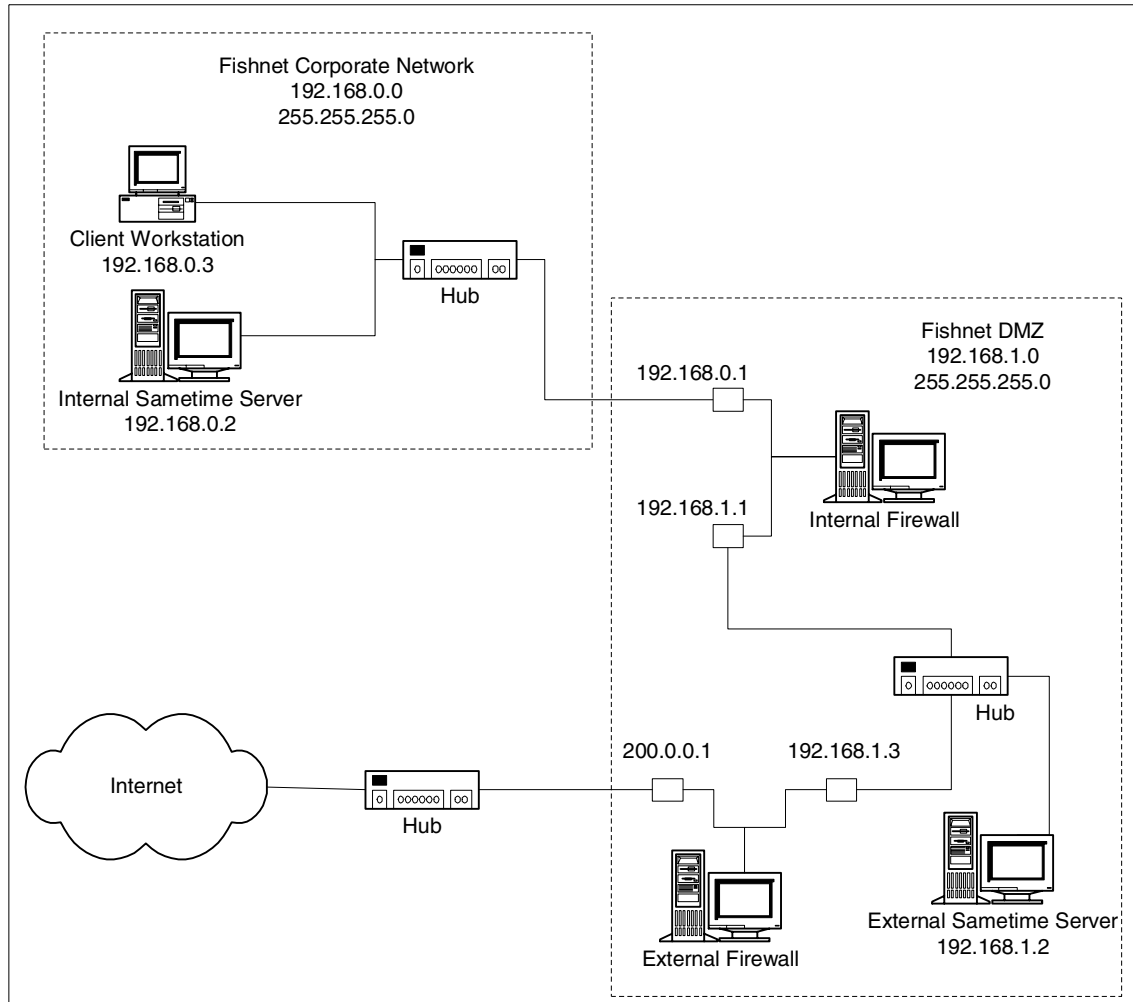 Fishnet Corporate Network
192.168.0.0
255.255.255.0
Client Workstation
192.168.0.3
Hub
Internal Sametime Server
192.168.0.2
Fishnet DMZ
192.168.1.0
255.255.255.0
192.168.0.1
192.168.1.1
Internal Firewall
Hub
200.0.0.1
192.168.1.3
Internet
Hub
External Firewall
External Sametime Server
192.168.1.2